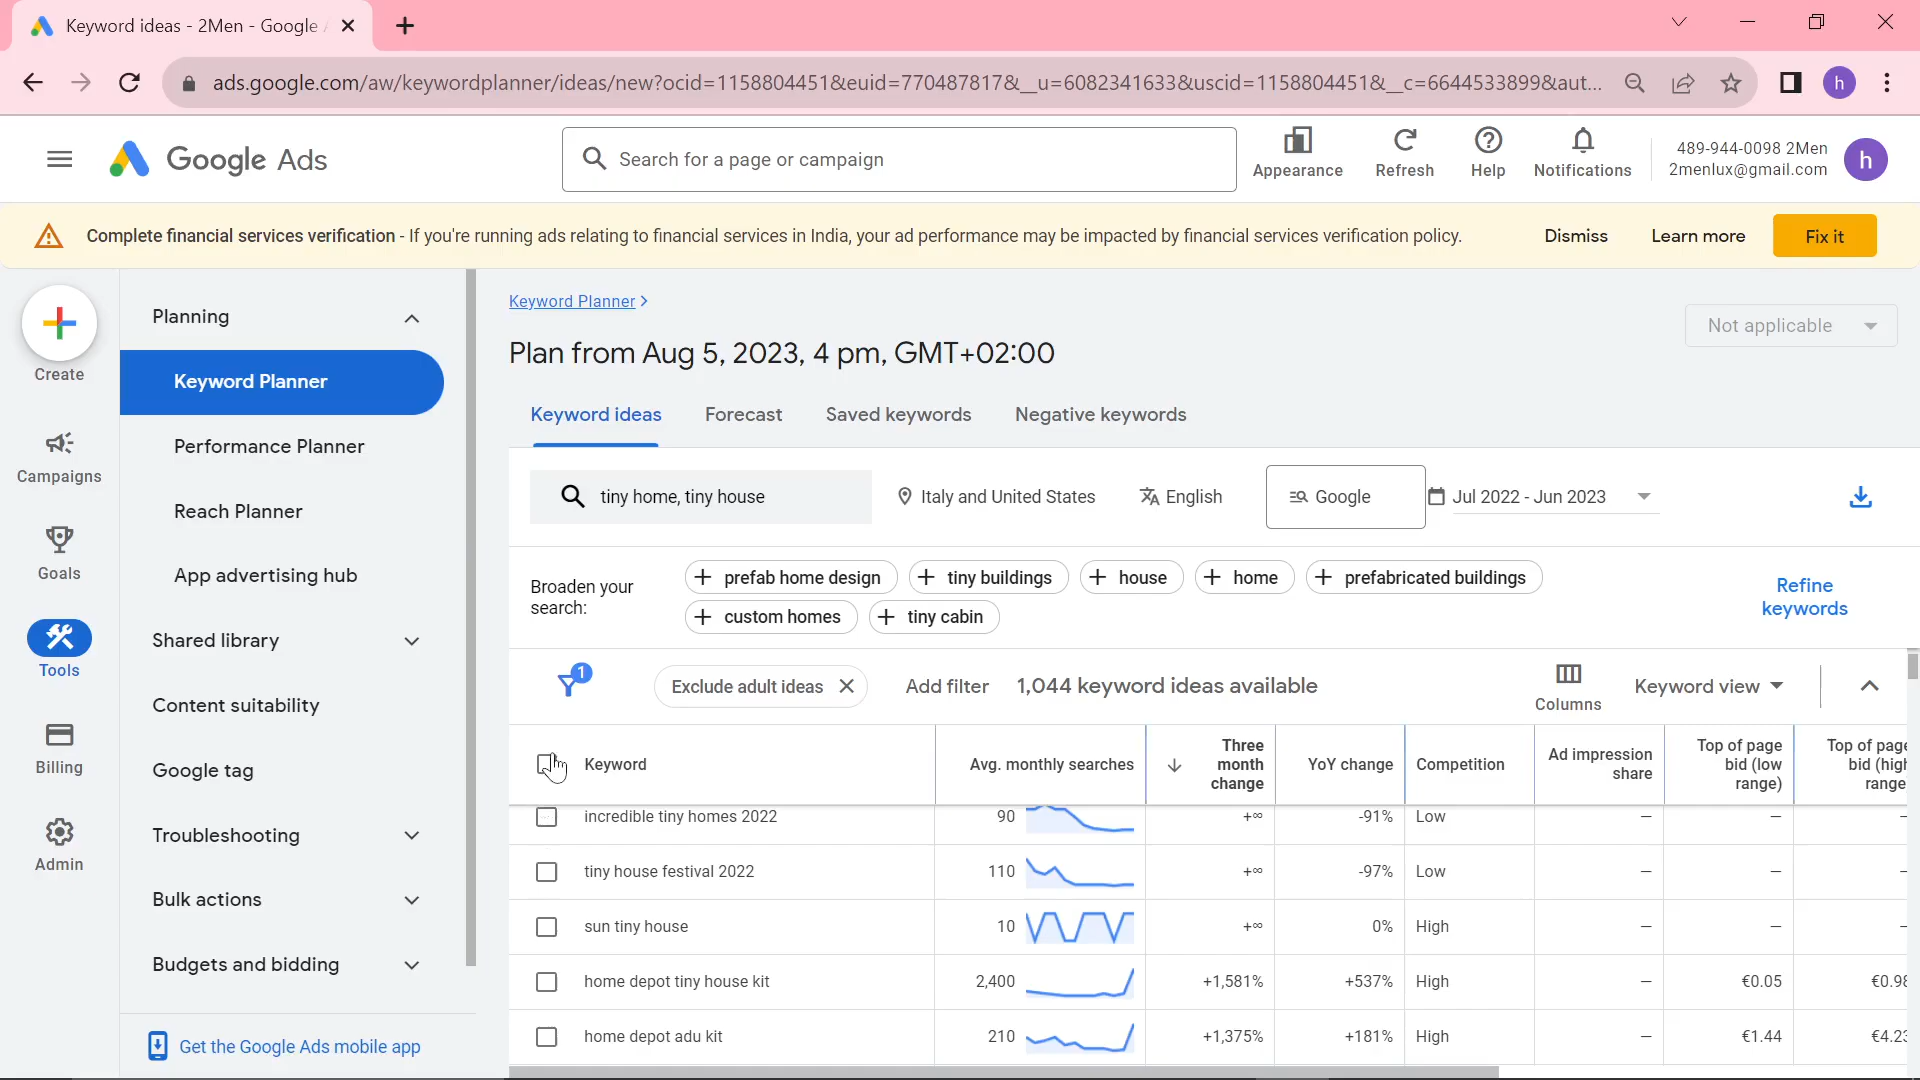 Keyword ideas - 2Men - Google
ads.google.com/aw/keywordplanner/ideas/new?ocid=1158804451&euid=770487817&__u=6082341633&uscid=1158804451&__c=6644533899&aut...
h
Google Ads
Search for a page or campaign
Appearance
Refresh
Help
Notifications
489-944-0098 2Men
2menlux@gmail.com
h
Complete financial services verification - If you're running ads relating to financial services in India, your ad performance may be impacted by financial services verification policy.
Dismiss
Learn more
Fix it
Create
Campaigns
Goals
Tools
Billing
Admin
Planning
Keyword Planner
Performance Planner
Reach Planner
App advertising hub
Shared library
Content suitability
Google tag
Troubleshooting
Bulk actions
Budgets and bidding
Get the Google Ads mobile app
Keyword Planner
Plan from Aug 5, 2023, 4 pm, GMT+02:00
Not applicable
Keyword ideas
Forecast
Saved keywords
Negative keywords
tiny home, tiny house
Italy and United States
English
Google
Jul 2022 - Jun 2023
Broaden your
search:
+ prefab home design
+ tiny buildings
+ house
+ home
+ prefabricated buildings
+ custom homes
+ tiny cabin
Refine
keywords
1
Exclude adult ideas
Add filter
1,044 keyword ideas available
Columns
Keyword view
Keyword
Avg. monthly searches
Three
month
change
YoY change
Competition
Ad impression
share
Top of page
bid (low
range)
Top of page
bid (high
range
incredible tiny homes 2022 90 +∞ -91% Low – – –
tiny house festival 2022 110 +∞ -97% Low – – –
sun tiny house 10 +∞ 0% High – – –
home depot tiny house kit 2,400 +1,581% +537% High – €0.05 €0.98
home depot adu kit 210 +1,375% +181% High – €1.44 €4.23